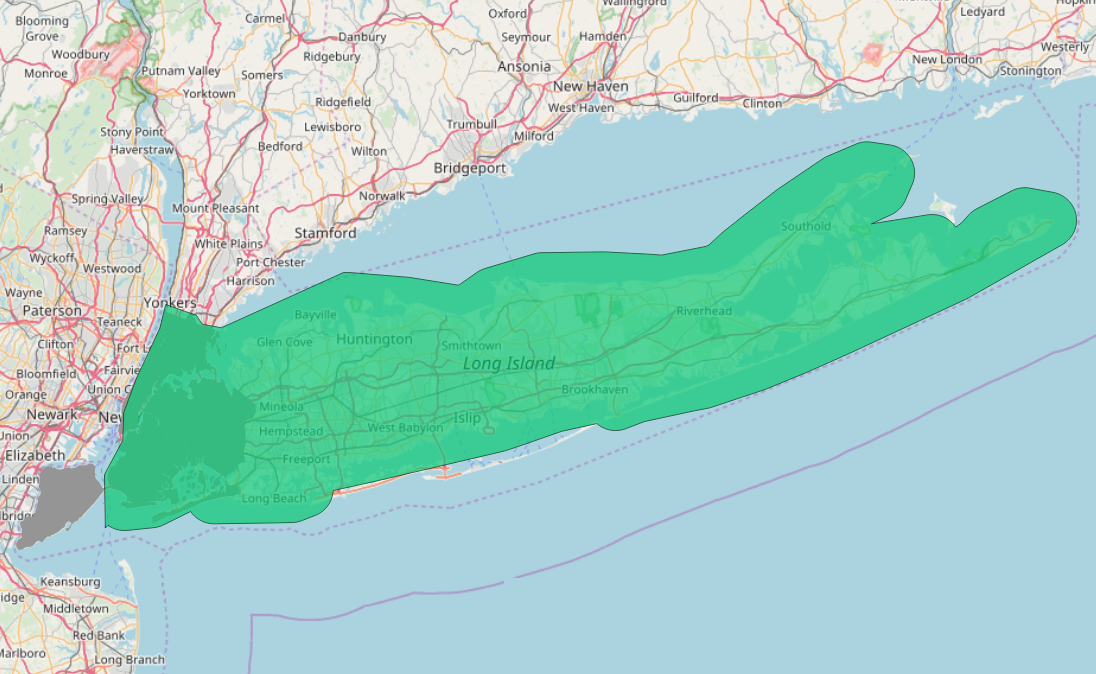 Blooming
Grove
Carmel
Oxford
Wallingford
Ledyard
Woodbury
Danbury
Seymour
Hamden
Westerly
Monroe
Putnam Valley
Somers
Ridgebury
Ansonia
New London
Stonington
Yorktown
New Haven
Ridgefield
West Haven
Guilford
Clinton
Stony Point
Lewisboro
Trumbull
Milford
Haverstraw
Bedford
Wilton
Bridgeport
Spring Valley
Norwalk
Mount Pleasant
Ramsey
Stamford
Southold
White Plains
Wyckoff
Westwood
Port Chester
Harrison
Wayne
Yonkers
Paterson
Teaneck
Bayville
Riverhead
Clifton
Fort L
Glen Cove
Huntington
Smithtown
Long Island
Bloomfield
Fairvie
Orange
Union C
Brookhaven
Newark
New
Mineola
Islip
Union
Hempstead
West Babylon
Elizabeth
Freeport
Linden
Long Beach
lbridge
Keansburg
idge
Middletown
Red Bank
Marlboro
Long Branch